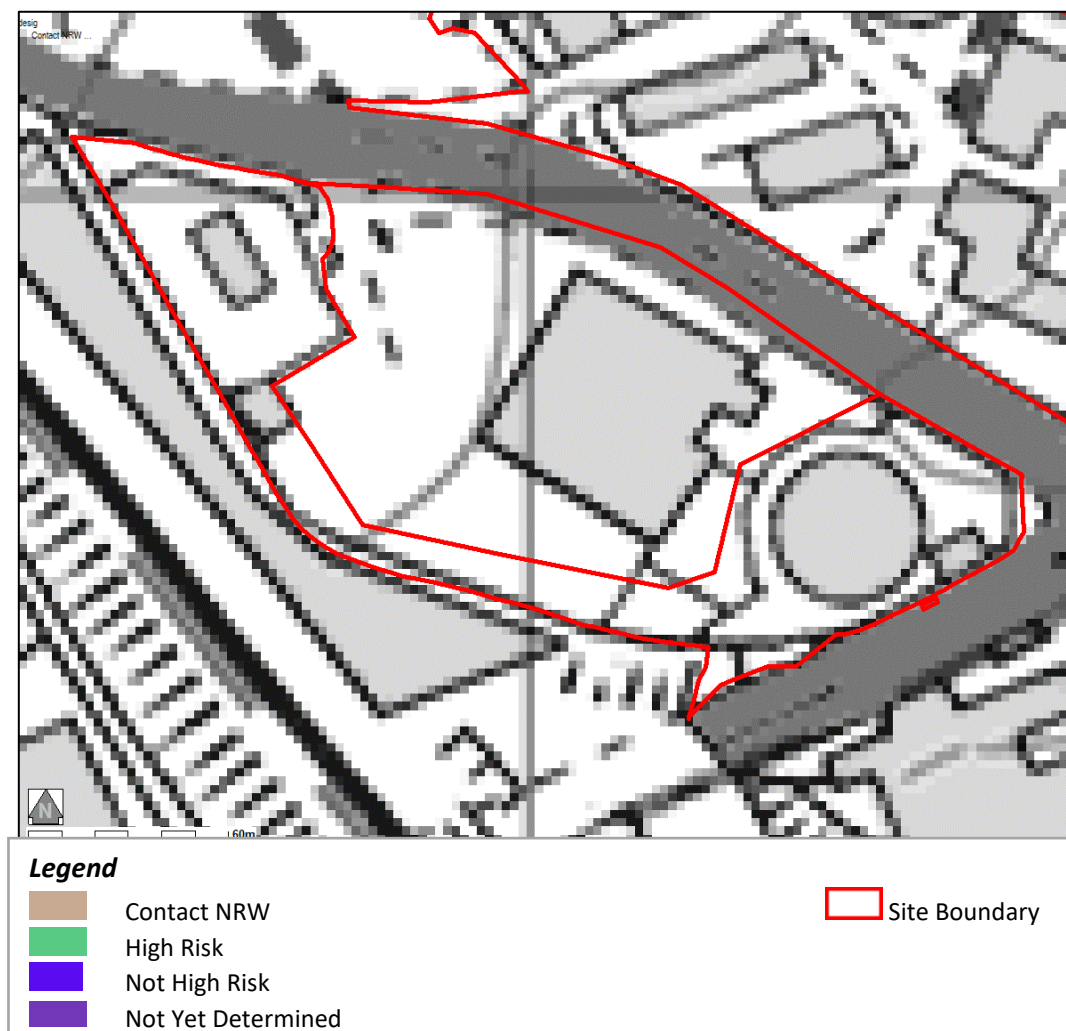 desig
Contact NRW ...
N
60m
Legend
Contact NRW
High Risk
Not High Risk
Not Yet Determined
Site Boundary